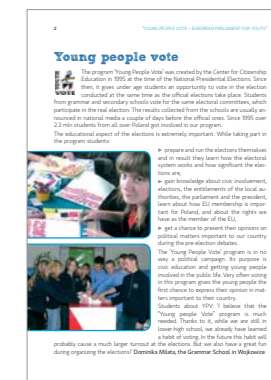 2
"YOUNG PEOPLE VOTE – EUROPEAN PARLIAMENT FOR YOUTH"
Young people vote
The program 'Young People Vote' was created by the Center for Citizenship
Education in 1995 at the time of the National Presidential Elections. Since
then, it gives under age students an opportunity to vote in the election
conducted at the same time as the official elections take place. Students
from grammar and secondary schools vote for the same electoral committees, which
participate in the real election. The results collected from the schools are usually an-
nounced in national media a couple of days before the official ones. Since 1995 over
2.3 mln students from all over Poland got involved in our program.
The educational aspect of the elections is extremely important. While taking part in
the program students:
► prepare and run the elections themselves
and in result they learn how the electoral
system works and how significant the elec-
tions are,
► gain knowledge about civic involvement,
elections, the entitlements of the local au-
thorities, the parliament and the president,
learn about how EU membership is impor-
tant for Poland, and about the rights we
have as the member of the EU,
► get a chance to present their opinions on
political matters important to our country
during the pre-election debates.
The 'Young People Vote' program is in no
way a political campaign. Its purpose is
civic education and getting young people
involved in the public life. Very often voting
in this program gives the young people the
first chance to express their opinion in mat-
ters important to their country.
Students about YPV: 'I believe that the
"Young people Vote" program is much
needed. Thanks to it, while we are still in
lower-high school, we already have learned
a habit of voting. In the future this habit will
probably cause a much larger turnout at the elections. But we also have a great fun
during organizing the elections!' Dominika Milata, the Grammar School in Wojkowice